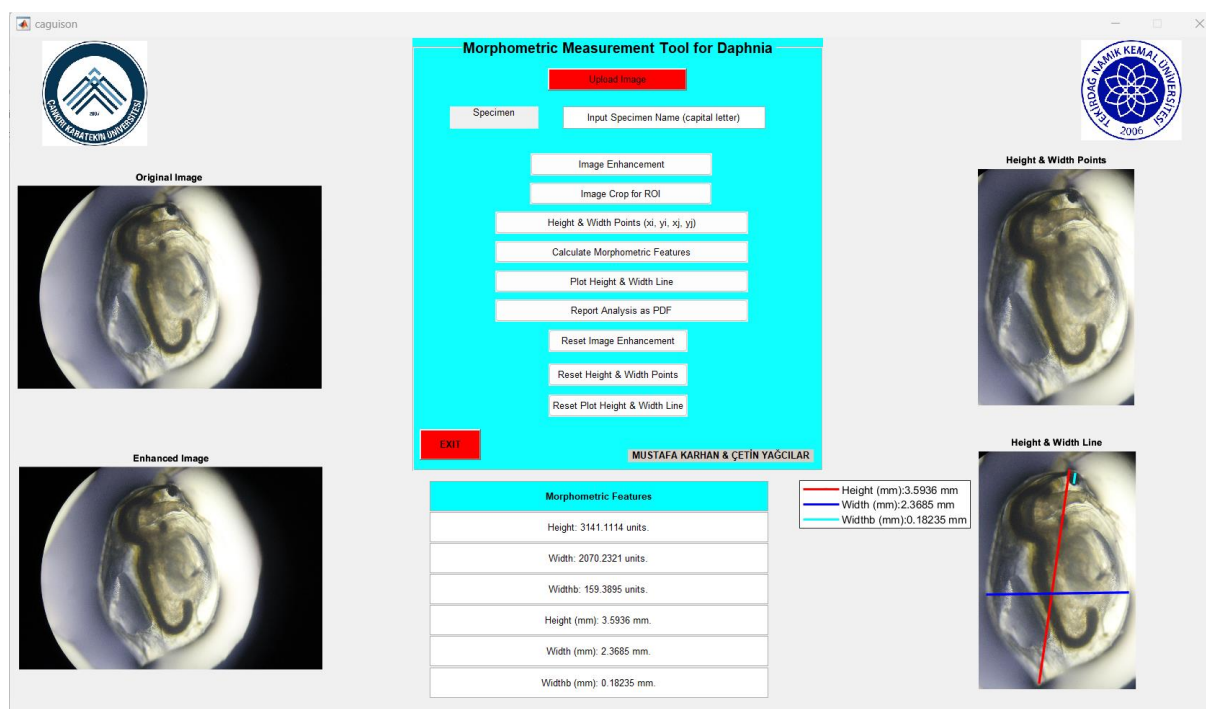 caguison
ÇANKIRI KARATEKİN ÜNİVERSİTESİ
2007
Original Image
Enhanced Image
Morphometric Measurement Tool for Daphnia
Upload Image
Specimen
Input Specimen Name (capital letter)
Image Enhancement
Image Crop for ROI
Height & Width Points (xi, yi, xj, yj)
Calculate Morphometric Features
Plot Height & Width Line
Report Analysis as PDF
Reset Image Enhancement
Reset Height & Width Points
Reset Plot Height & Width Line
EXIT
MUSTAFA KARHAN & ÇETİN YAĞCILAR
Morphometric Features
Height: 3141.1114 units.
Width: 2070.2321 units.
Widthb: 159.3895 units.
Height (mm): 3.5936 mm.
Width (mm): 2.3685 mm.
Widthb (mm): 0.18235 mm.
TEKİRDAĞ NAMIK KEMAL ÜNİVERSİTESİ
2006
Height & Width Points
Height & Width Line
Height (mm):3.5936 mm
Width (mm):2.3685 mm
Widthb (mm):0.18235 mm